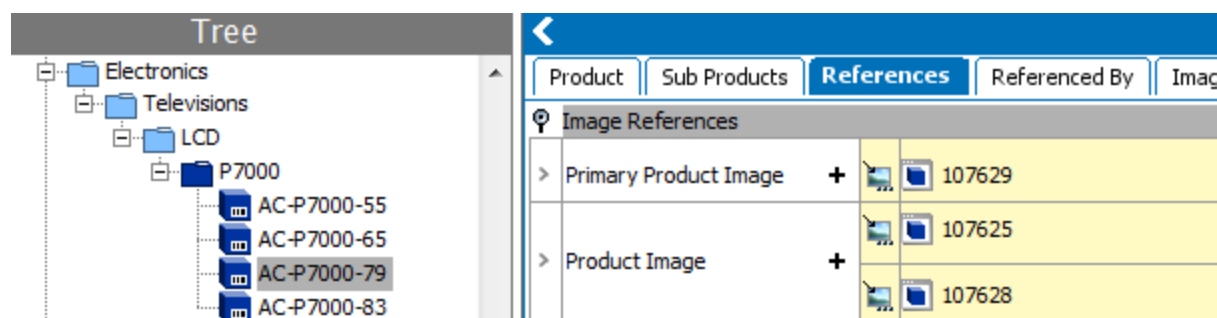 Tree
Electronics
Televisions
LCD
P7000
AC-P7000-55
AC-P7000-65
AC-P7000-79
AC-P7000-83
Product Sub Products References Referenced By Imag
Image References
Primary Product Image + 107629
Product Image + 107625
107628